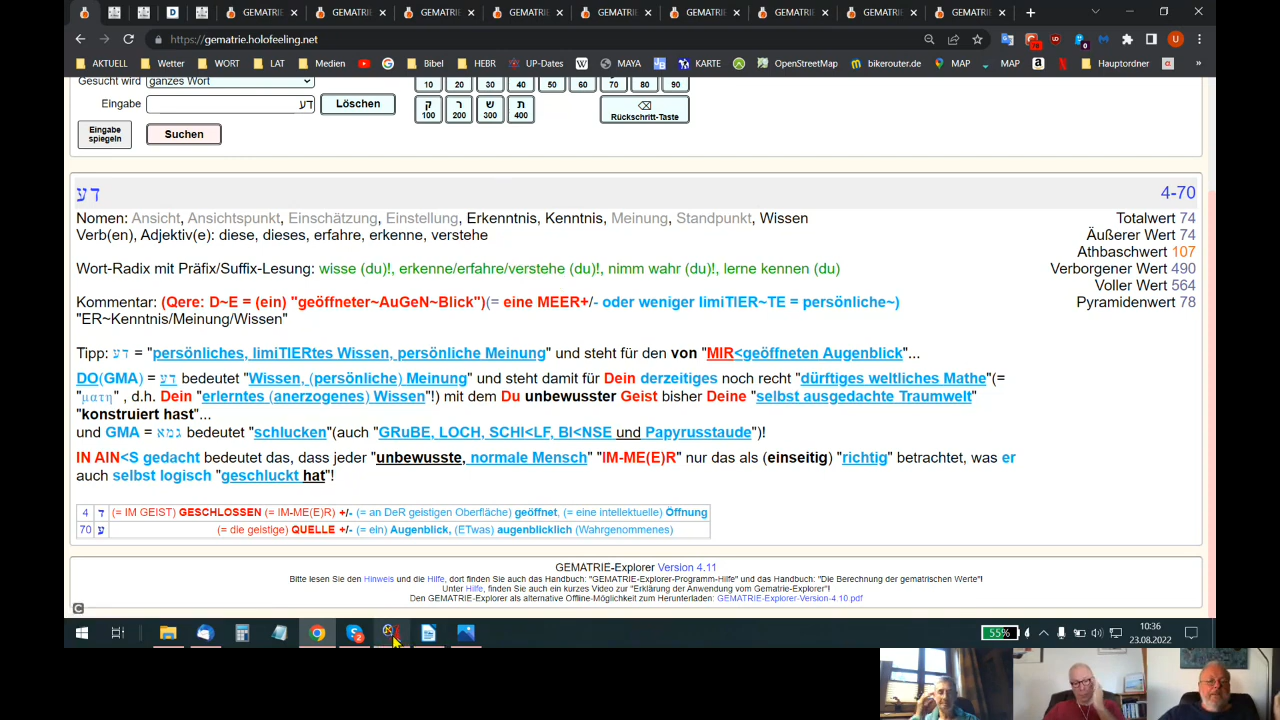 GEMATRIE GEMATRIE GEMATRIE GEMATRIE GEMATRIE GEMATRIE GEMATRIE GEMATRIE GEMATRIE
https://gematrie.holofeeling.net
AKTUELL Wetter WORT LAT Medien Bibel HEBR UP-Dates MAYA KARTE OpenStreetMap bikerouter.de MAP MAP Hauptordner »
Gesucht wird ganzes Wort
10 20 30 40 50 60 70 80 90
Eingabe דע Löschen
ק ר ש ת
100 200 300 400 Rückschritt-Taste
Eingabe spiegeln Suchen
דע 4-70
Nomen: Ansicht, Ansichtspunkt, Einschätzung, Einstellung, Erkenntnis, Kenntnis, Meinung, Standpunkt, Wissen Totalwert 74
Verb(en), Adjektiv(e): diese, dieses, erfahre, erkenne, verstehe Äußerer Wert 74
Athbaschwert 107
Wort-Radix mit Präfix/Suffix-Lesung: wisse (du)!, erkenne/erfahre/verstehe (du)!, nimm wahr (du)!, lerne kennen (du) Verborgener Wert 490
Voller Wert 564
Kommentar: (Qere: D~E = (ein) "geöffneter~AuGeN~Blick")(= eine MEER+/- oder weniger limiTIER~TE = persönliche~) Pyramidenwert 78
"ER~Kenntnis/Meinung/Wissen"
Tipp: דע = "persönliches, limiTIERtes Wissen, persönliche Meinung" und steht für den von "MIR<geöffneten Augenblick"...
DO(GMA) = דע bedeutet "Wissen, (persönliche) Meinung" und steht damit für Dein derzeitiges noch recht "dürftiges weltliches Mathe"(=
"ματη" , d.h. Dein "erlerntes (anerzogenes) Wissen"!) mit dem Du unbewusster Geist bisher Deine "selbst ausgedachte Traumwelt"
"konstruiert hast"...
und GMA = גמא bedeutet "schlucken"(auch "GRuBE, LOCH, SCHI<LF, BI<NSE und Papyrusstaude")!
IN AIN<S gedacht bedeutet das, dass jeder "unbewusste, normale Mensch" "IM-ME(E)R" nur das als (einseitig) "richtig" betrachtet, was er
auch selbst logisch "geschluckt hat"!
4 ד (= IM GEIST) GESCHLOSSEN (= IM-ME(E)R) +/- (= an DeR geistigen Oberfläche) geöffnet, (= eine intellektuelle) Öffnung
70 ע (= die geistige) QUELLE +/- (= ein) Augenblick, (ETwas) augenblicklich (Wahrgenommenes)
GEMATRIE-Explorer Version 4.11
Bitte lesen Sie den Hinweis und die Hilfe, dort finden Sie auch das Handbuch: "GEMATRIE-Explorer-Programm-Hilfe" und das Handbuch: "Die Berechnung der gematrischen Werte"!
Unter Hilfe, finden Sie auch ein kurzes Video zur "Erklärung der Anwendung vom Gematrie-Explorer"!
Den GEMATRIE-Explorer als alternative Offline-Möglichkeit zum Herunterladen: GEMATRIE-Explorer-Version-4.10.pdf
55% 10:36
23.08.2022